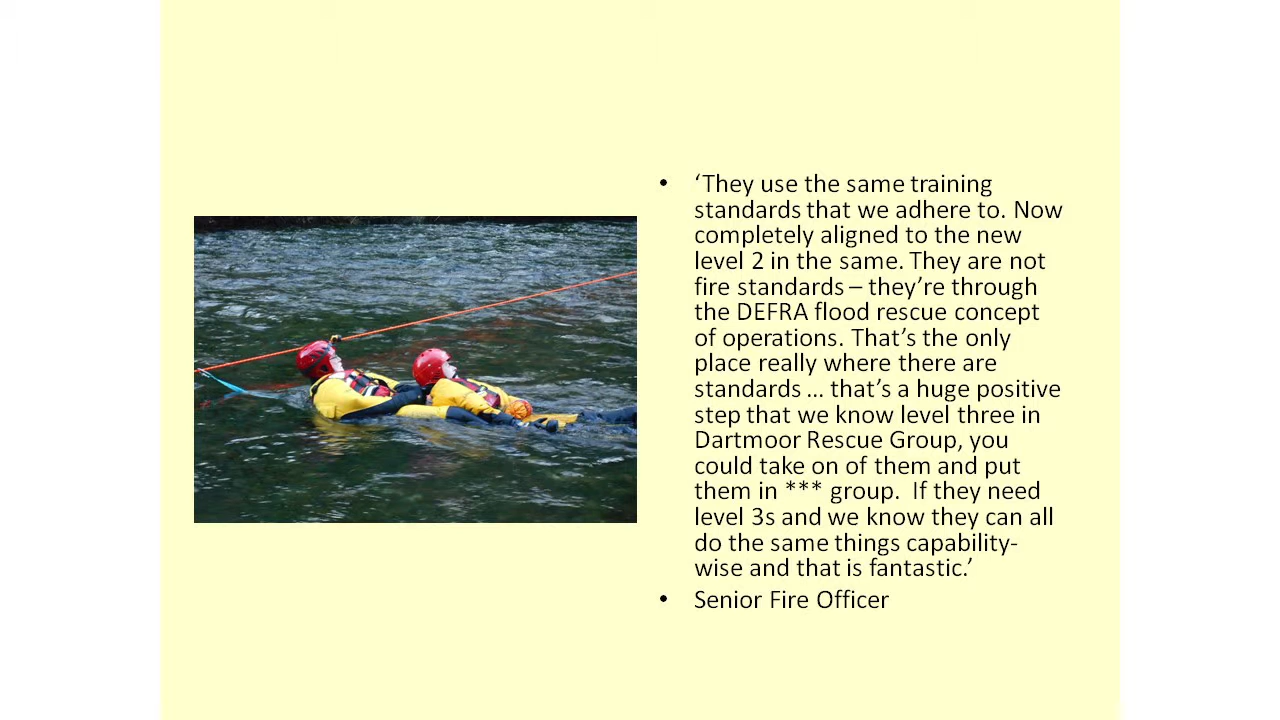 • ‘They use the same training
standards that we adhere to. Now
completely aligned to the new
level 2 in the same. They are not
fire standards – they’re through
the DEFRA flood rescue concept
of operations. That’s the only
place really where there are
standards ... that’s a huge positive
step that we know level three in
Dartmoor Rescue Group, you
could take on of them and put
them in *** group.  If they need
level 3s and we know they can all
do the same things capability-
wise and that is fantastic.’
• Senior Fire Officer